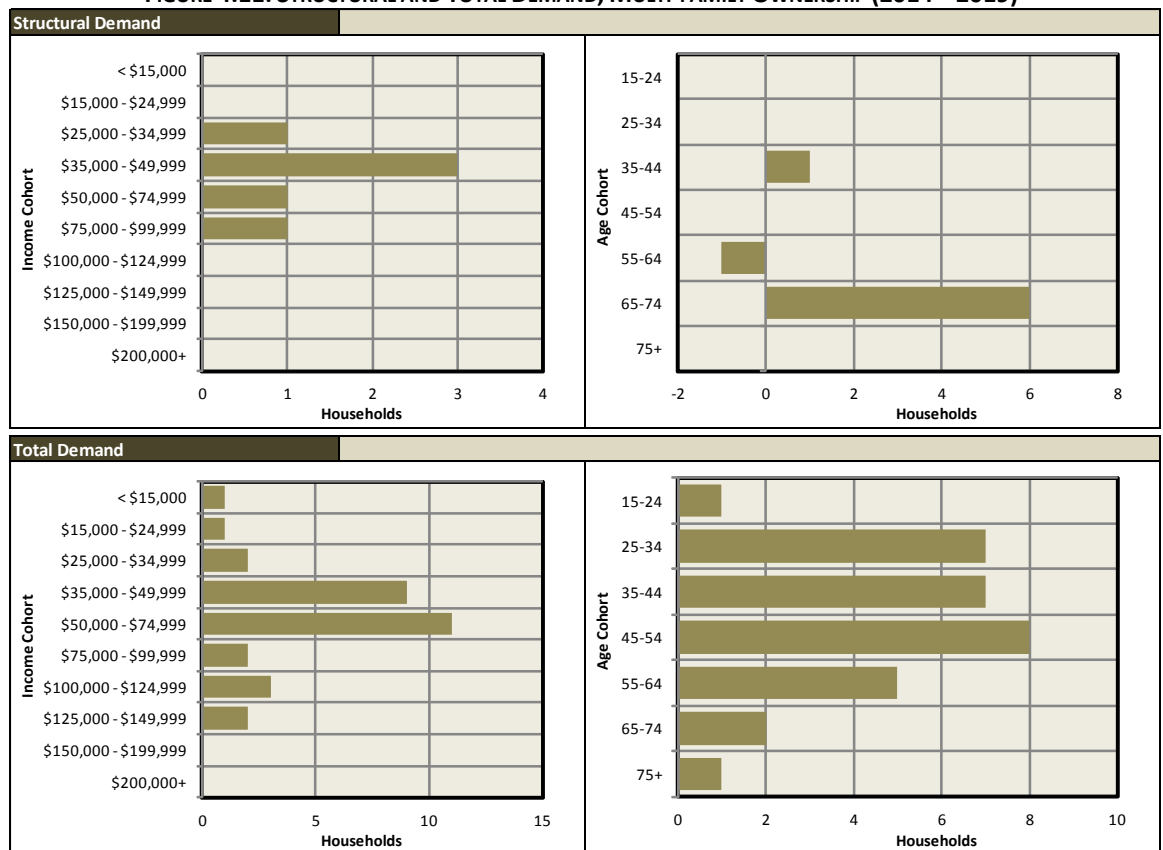 Structural Demand
Income Cohort
< $15,000
$15,000 - $24,999
$25,000 - $34,999
$35,000 - $49,999
$50,000 - $74,999
$75,000 - $99,999
$100,000 - $124,999
$125,000 - $149,999
$150,000 - $199,999
$200,000+
0 1 2 3 4
Households
Age Cohort
15-24
25-34
35-44
45-54
55-64
65-74
75+
-2 0 2 4 6 8
Households
Total Demand
Income Cohort
< $15,000
$15,000 - $24,999
$25,000 - $34,999
$35,000 - $49,999
$50,000 - $74,999
$75,000 - $99,999
$100,000 - $124,999
$125,000 - $149,999
$150,000 - $199,999
$200,000+
0 5 10 15
Households
Age Cohort
15-24
25-34
35-44
45-54
55-64
65-74
75+
0 2 4 6 8 10
Households